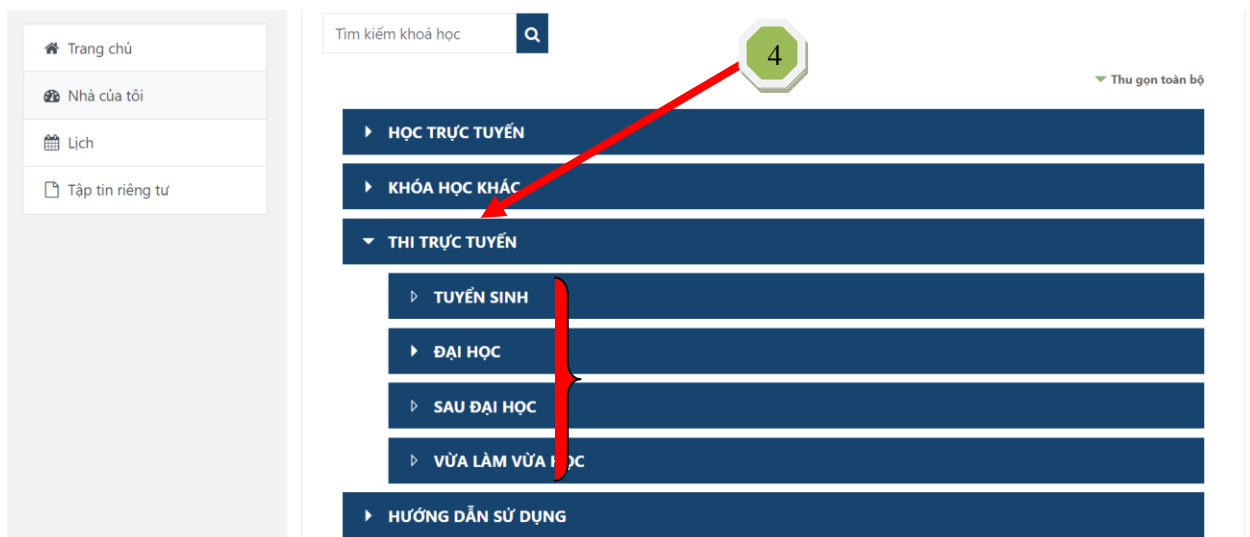 Trang chủ
Nhà của tôi
Lịch
Tập tin riêng tư
Tìm kiếm khoá học
4
Thu gọn toàn bộ
HỌC TRỰC TUYẾN
KHÓA HỌC KHÁC
THI TRỰC TUYẾN
TUYỂN SINH
ĐẠI HỌC
SAU ĐẠI HỌC
VỪA LÀM VỪA HỌC
HƯỚNG DẪN SỬ DỤNG